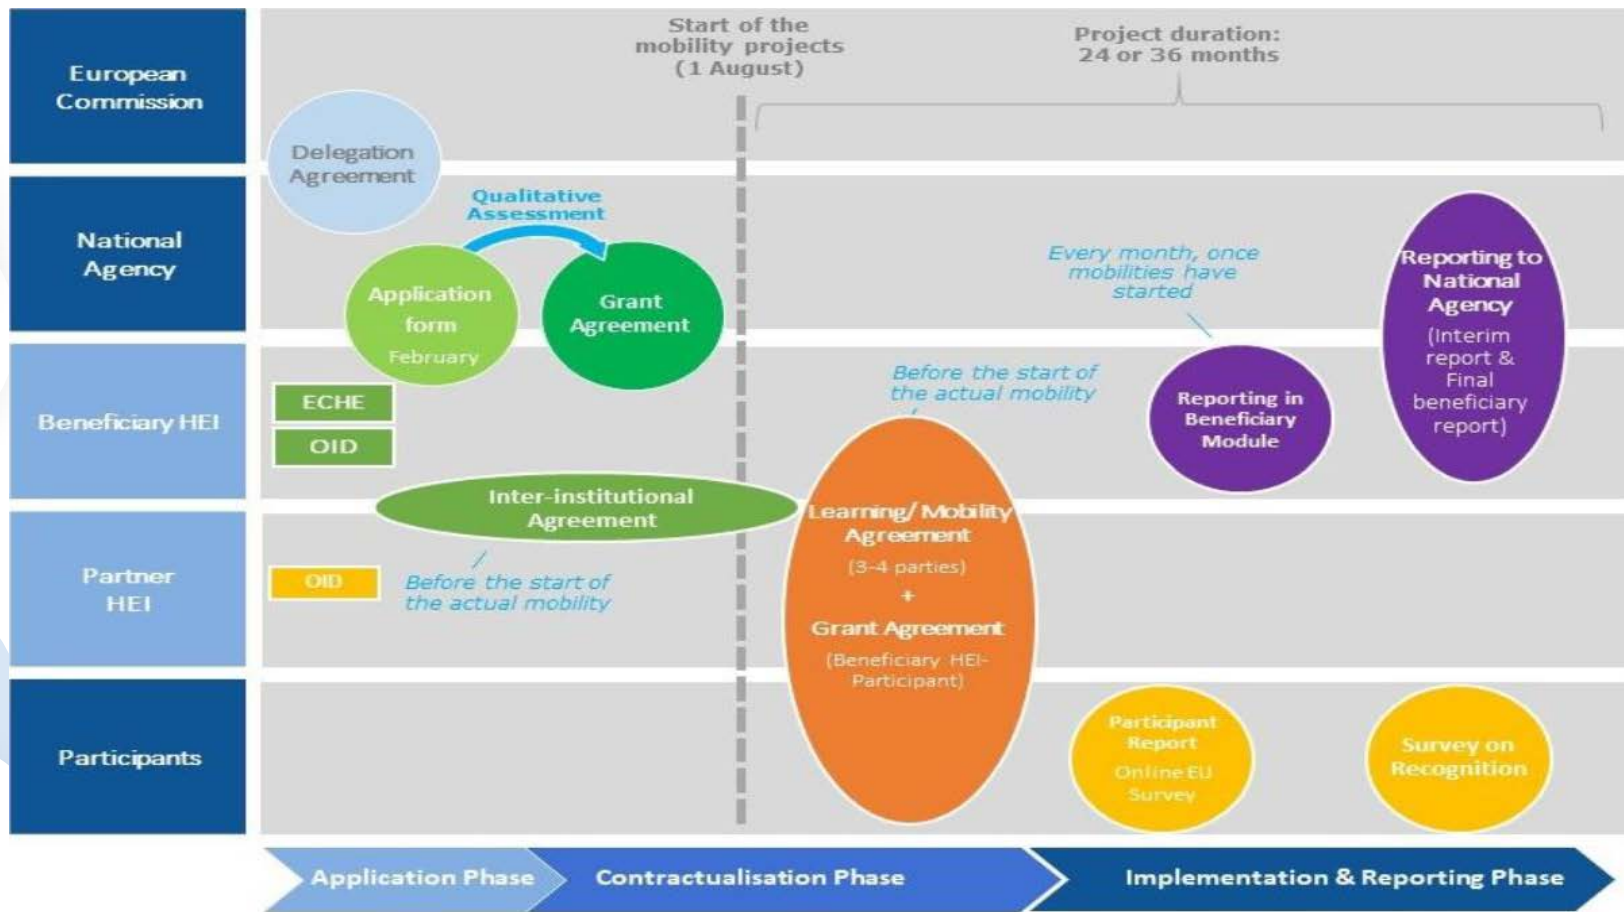 Start of the
mobility projects
(1 August)
Project duration:
24 or 36 months
European
Commission
Delegation
Agreement
National
Agency
Qualitative
Assessment
Application
form
February
Grant
Agreement
Every month, once
mobilities have
started
Reporting to
National
Agency
(Interim
report &
Final
beneficiary
report)
Beneficiary HEI
ECHE
OID
Before the start of
the actual mobility
Reporting in
Beneficiary
Module
Inter-institutional
Agreement
Learning/Mobility
Agreement
(3-4 parties)
+
Grant Agreement
(Beneficiary HEI-
Participant)
Partner
HEI
OID
Before the start of
the actual mobility
Participants
Participant
Report
Online EU
Survey
Survey on
Recognition
Application Phase
Contractualisation Phase
Implementation & Reporting Phase